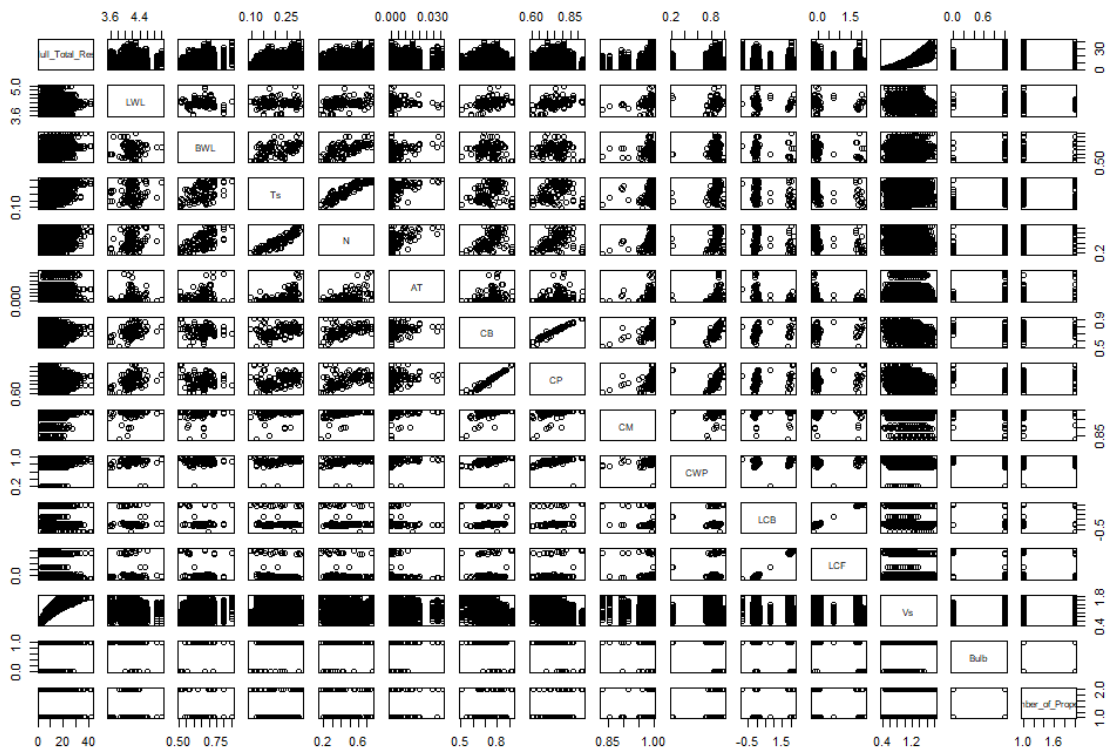 3.6 4.4 0.10 0.25 0.000 0.030 0.60 0.85 0.2 0.8 0.0 1.5 0.0 0.6
ull_Total_Res 0 30
3.6 5.0 LWL
BWL 0.50
0.10 Ts
N 0.2
0.000 AT
CB 0.5 0.9
0.60 CP
CM 0.85
0.2 1.0 CWP
LCB -0.5
0.0 LCF
Vs 0.4 1.8
0.0 1.0 Bulb
mber_of_Prope 1.0 2.0
0 20 40 0.50 0.75 0.2 0.6 0.5 0.8 0.85 1.00 -0.5 1.5 0.4 1.2 1.0 1.6